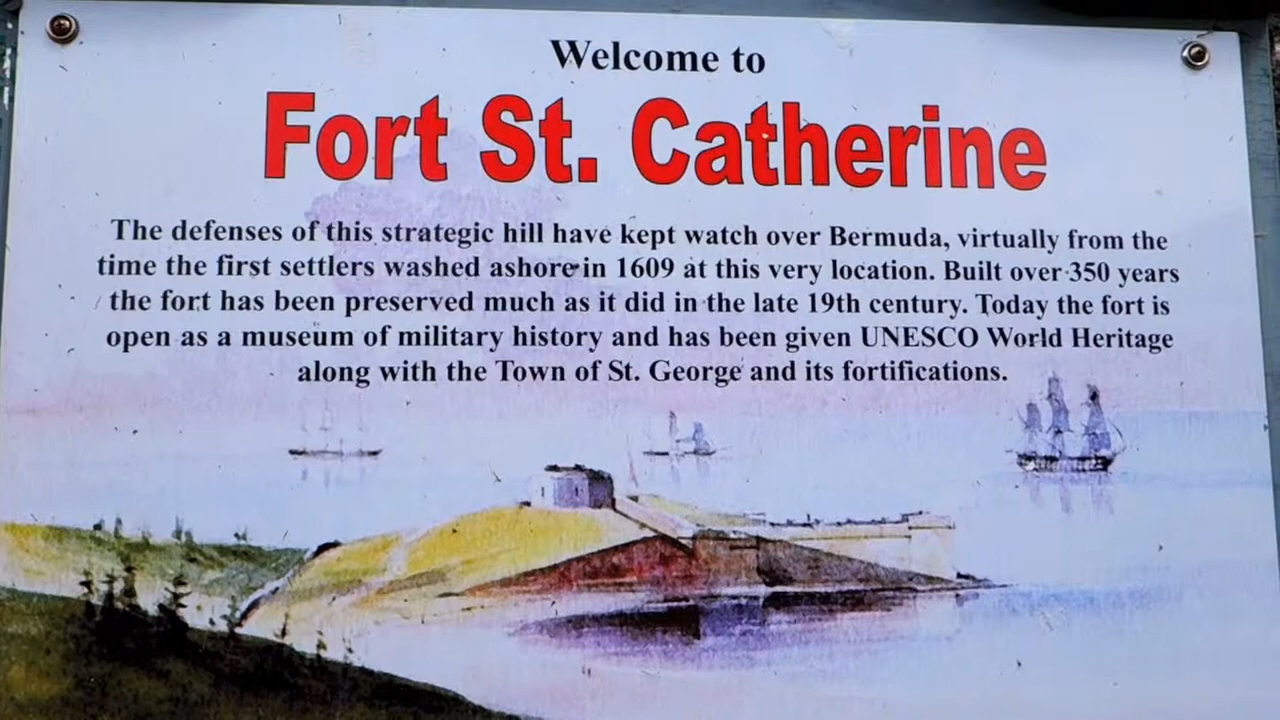 Welcome to
Fort St. Catherine
The defenses of this strategic hill have kept watch over Bermuda, virtually from the
time the first settlers washed ashore in 1609 at this very location. Built over 350 years
the fort has been preserved much as it did in the late 19th century. Today the fort is
open as a museum of military history and has been given UNESCO World Heritage
along with the Town of St. George and its fortifications.